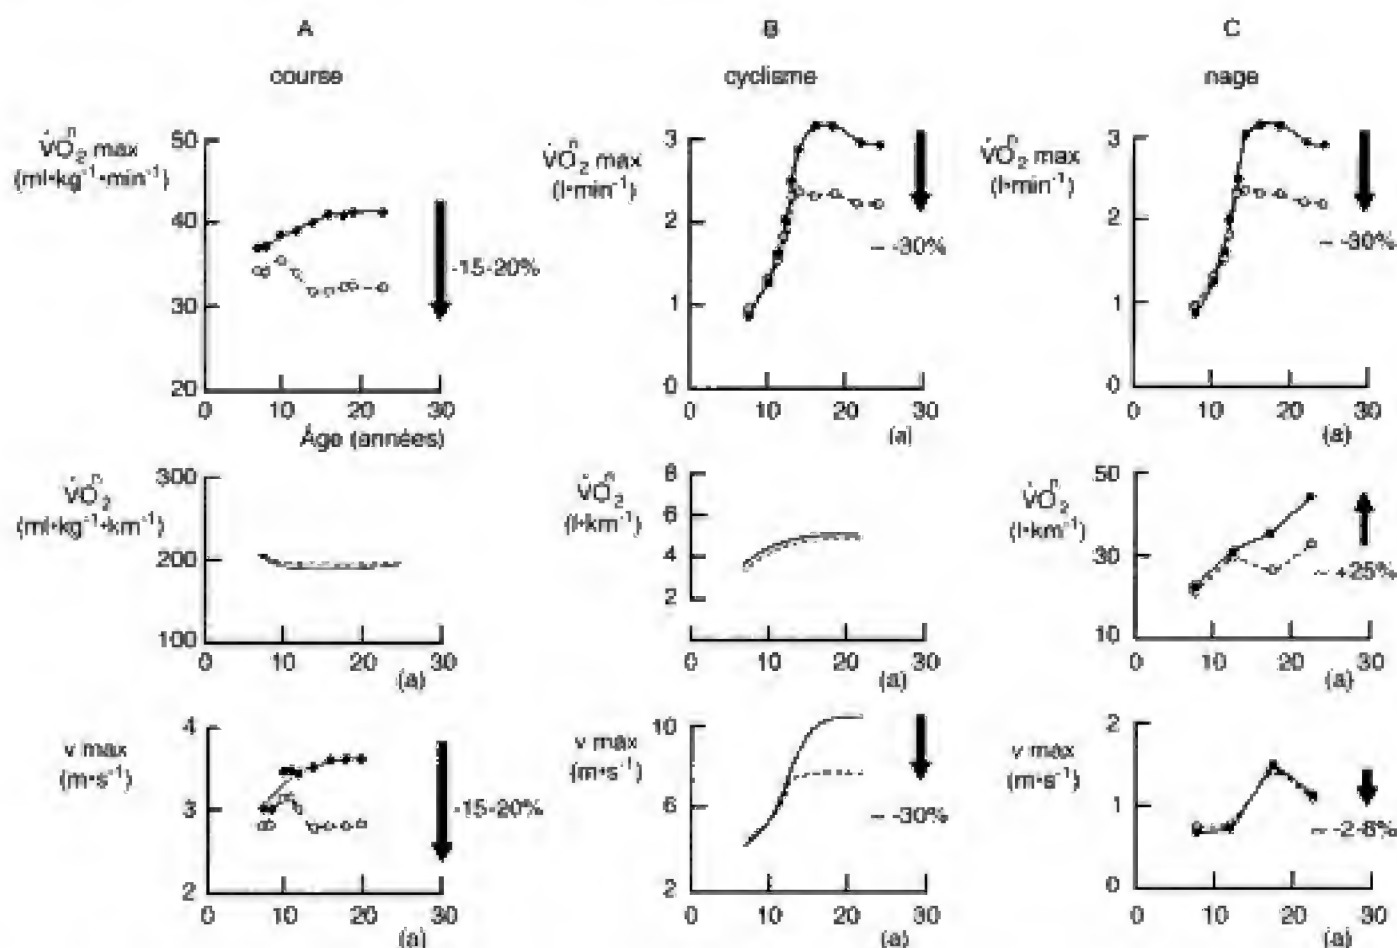 A
B
C
course
cyclisme
nage
V̇O₂ⁿ max
(ml•kg⁻¹•min⁻¹)
50
40
30
20
0
10
20
30
Âge (années)
-15-20%
V̇O₂ⁿ max
(l•min⁻¹)
3
2
1
0
0
10
20
30
(a)
~ -30%
V̇O₂ⁿ max
(l•min⁻¹)
3
2
1
0
0
10
20
30
(a)
~ -30%
V̇O₂ⁿ
(ml•kg⁻¹•km⁻¹)
300
200
100
0
10
20
30
(a)
V̇O₂ⁿ
(l•km⁻¹)
8
6
4
2
0
10
20
30
(a)
V̇O₂ⁿ
(l•km⁻¹)
50
30
10
0
10
20
30
(a)
~ +25%
v max
(m•s⁻¹)
4
3
2
0
10
20
30
(a)
-15-20%
v max
(m•s⁻¹)
10
6
2
0
10
20
30
(a)
~ -30%
v max
(m•s⁻¹)
2
1
0
0
10
20
30
(a)